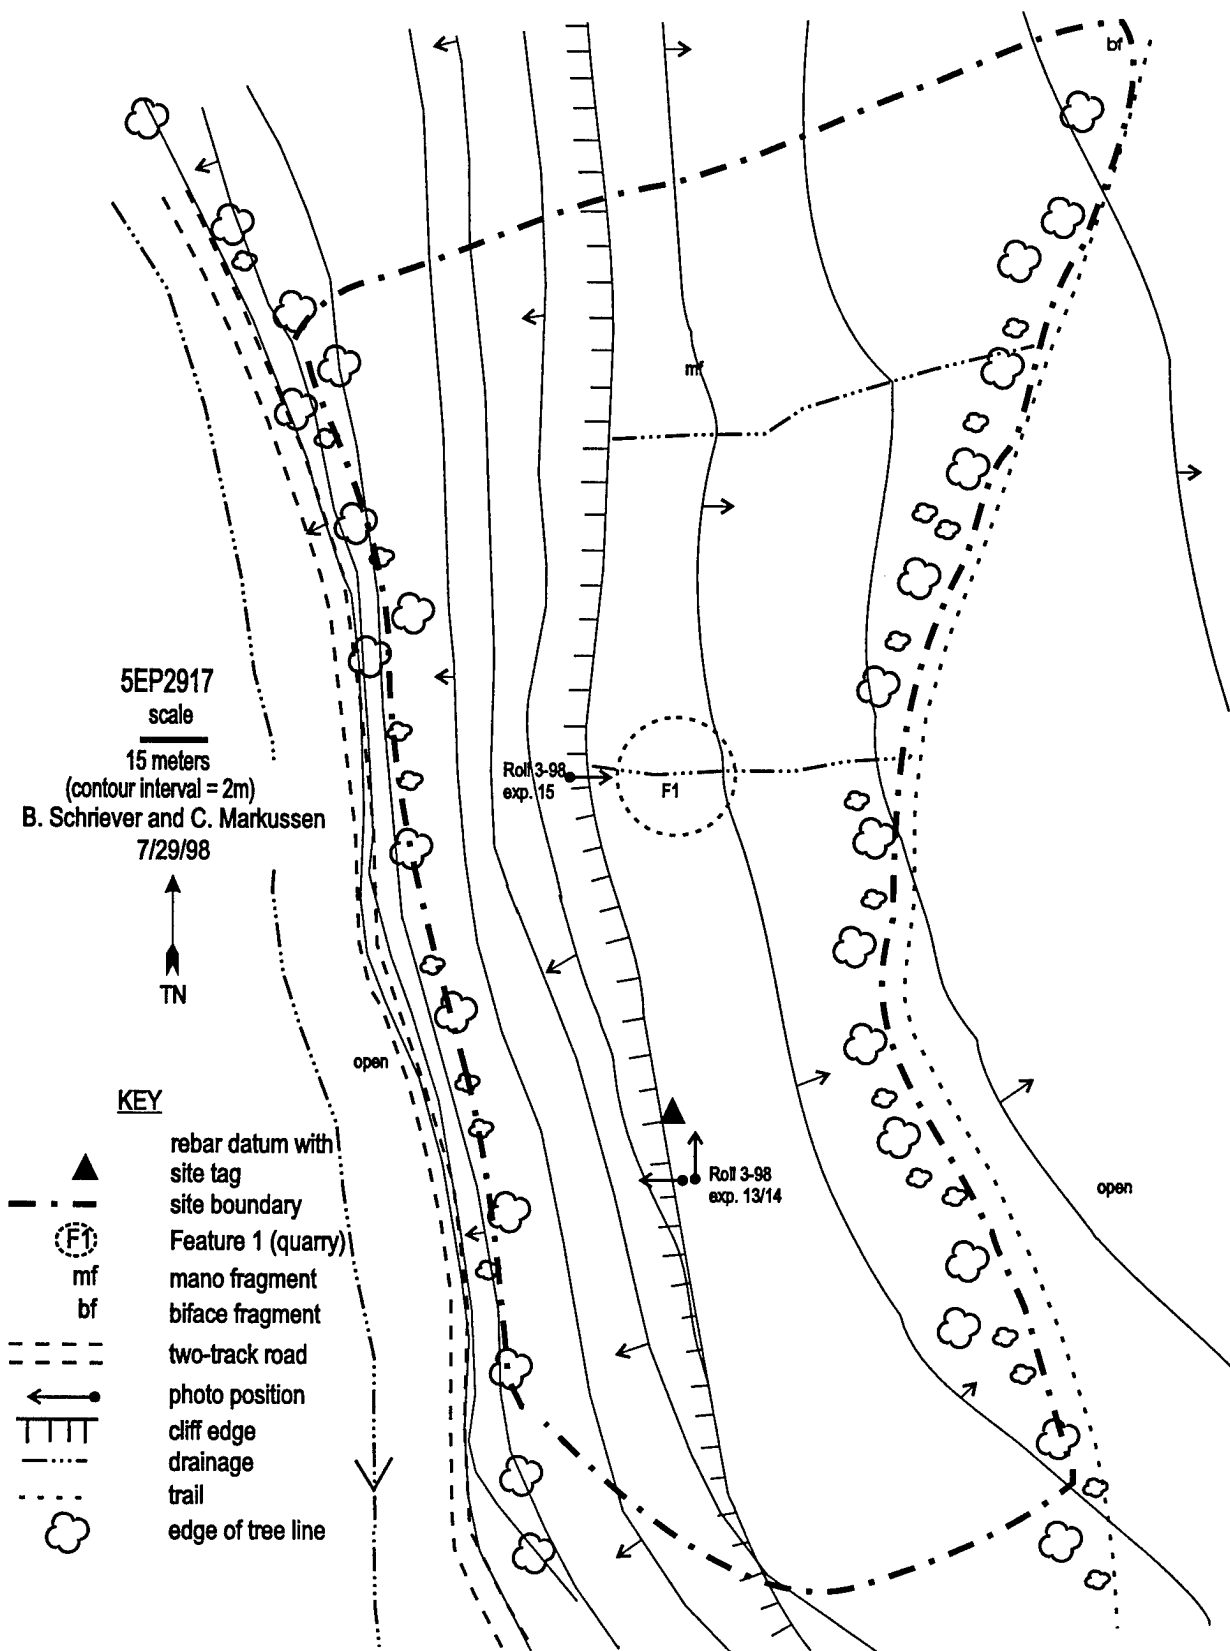 bf
mf
5EP2917
scale
15 meters
(contour interval = 2m)
B. Schriever and C. Markussen
7/29/98
TN
Roll 3-98
exp. 15
F1
open
Roll 3-98
exp. 13/14
open
KEY
rebar datum with
site tag
site boundary
F1 Feature 1 (quarry)
mf mano fragment
bf biface fragment
two-track road
photo position
cliff edge
drainage
trail
edge of tree line